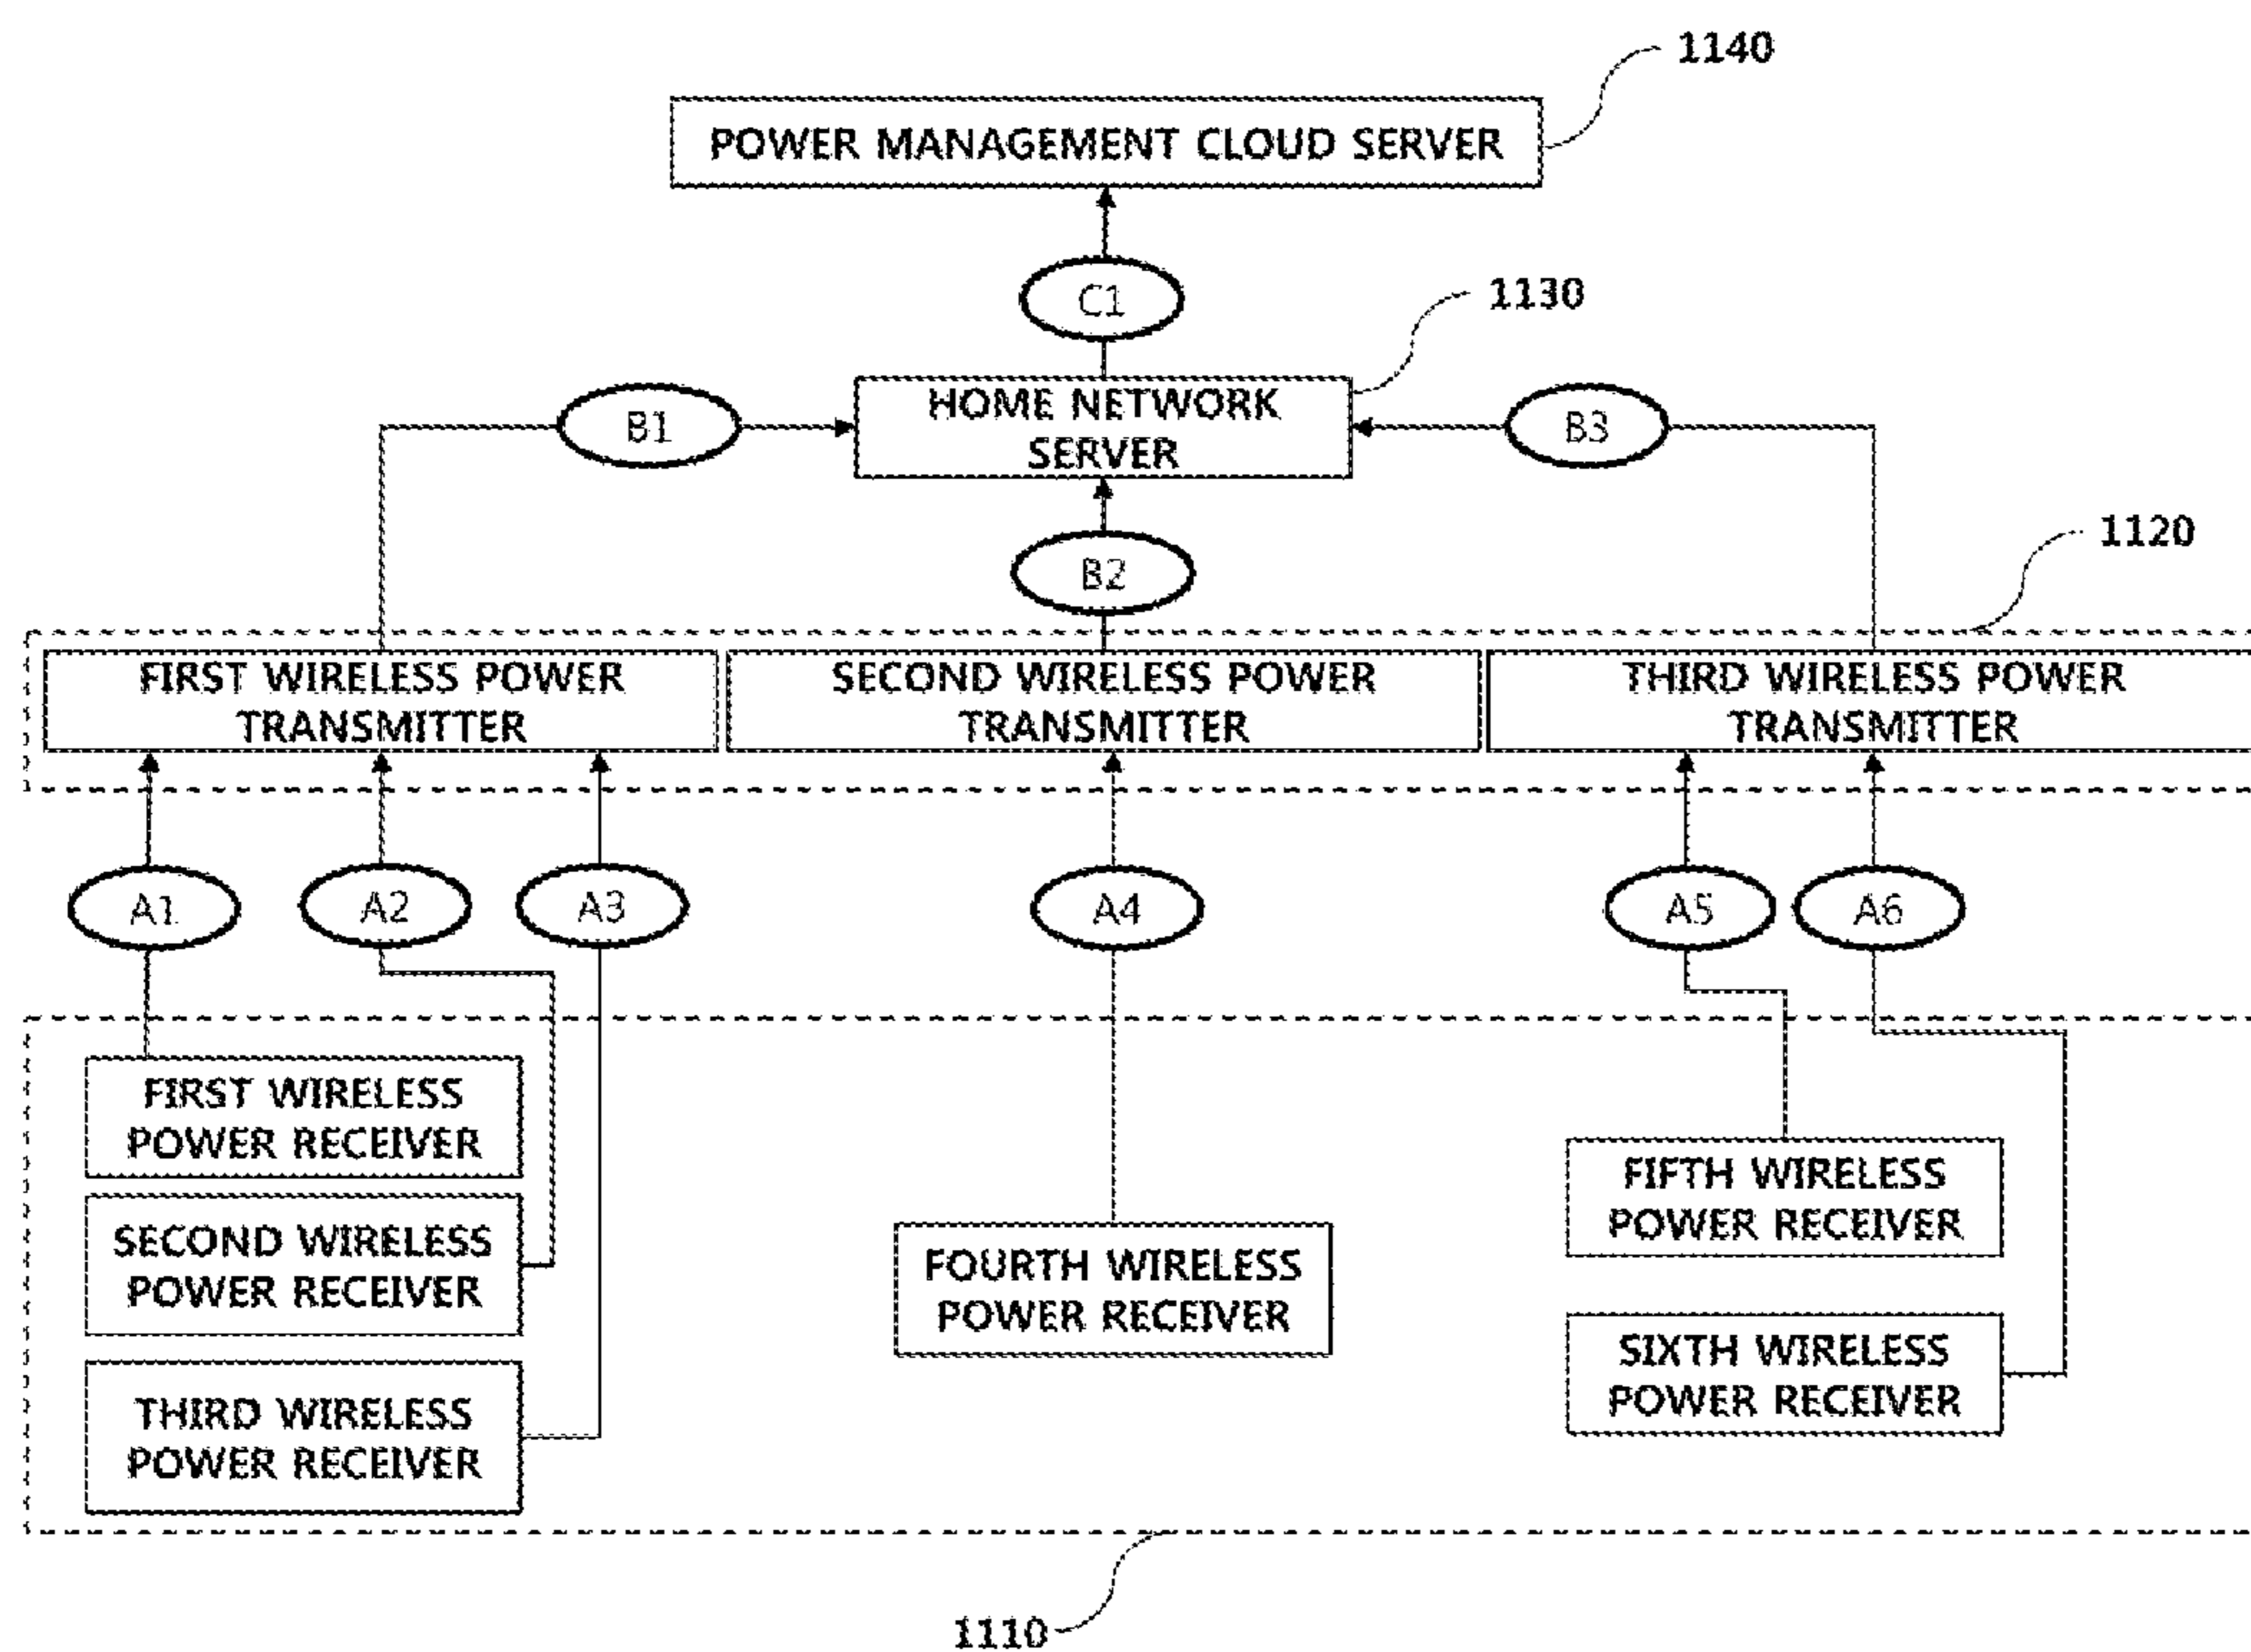 1140
POWER MANAGEMENT CLOUD SERVER
C1
1130
HOME NETWORK
SERVER
B1
B3
B2
1120
FIRST WIRELESS POWER
TRANSMITTER
SECOND WIRELESS POWER
TRANSMITTER
THIRD WIRELESS POWER
TRANSMITTER
A1
A2
A3
A4
A5
A6
FIRST WIRELESS
POWER RECEIVER
SECOND WIRELESS
POWER RECEIVER
THIRD WIRELESS
POWER RECEIVER
FOURTH WIRELESS
POWER RECEIVER
FIFTH WIRELESS
POWER RECEIVER
SIXTH WIRELESS
POWER RECEIVER
1110